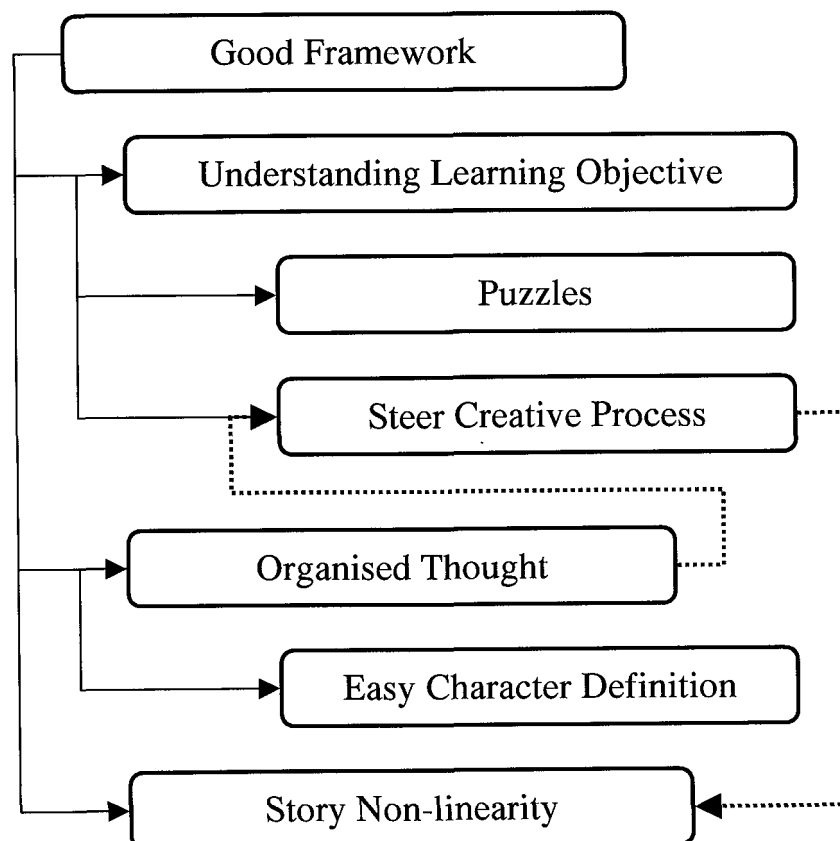 Good Framework
Understanding Learning Objective
Puzzles
Steer Creative Process
Organised Thought
Easy Character Definition
Story Non-linearity